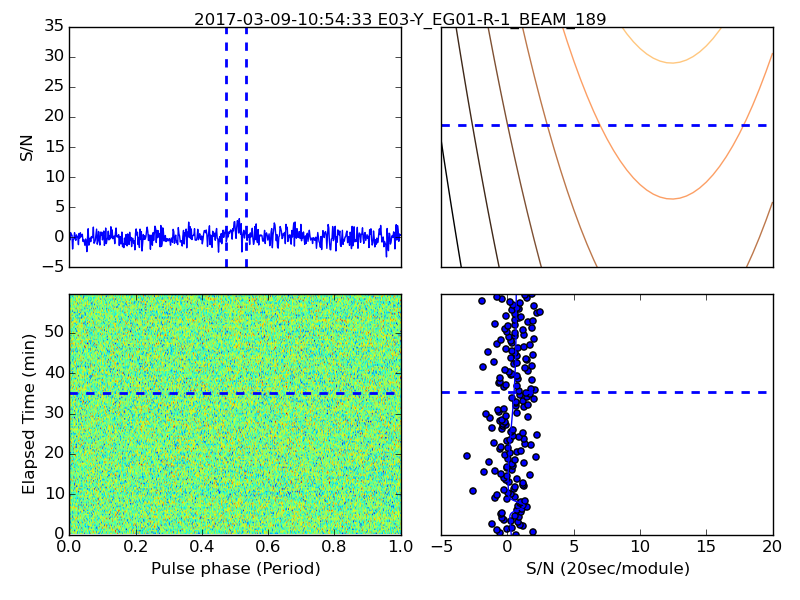 2017-03-09-10:54:33 E03-Y_EG01-R-1_BEAM_189
35
30
25
20
15
10
5
0
−5
S/N
50
40
30
20
10
0
Elapsed Time (min)
0.0 0.2 0.4 0.6 0.8 1.0
Pulse phase (Period)
−5 0 5 10 15 20
S/N (20sec/module)